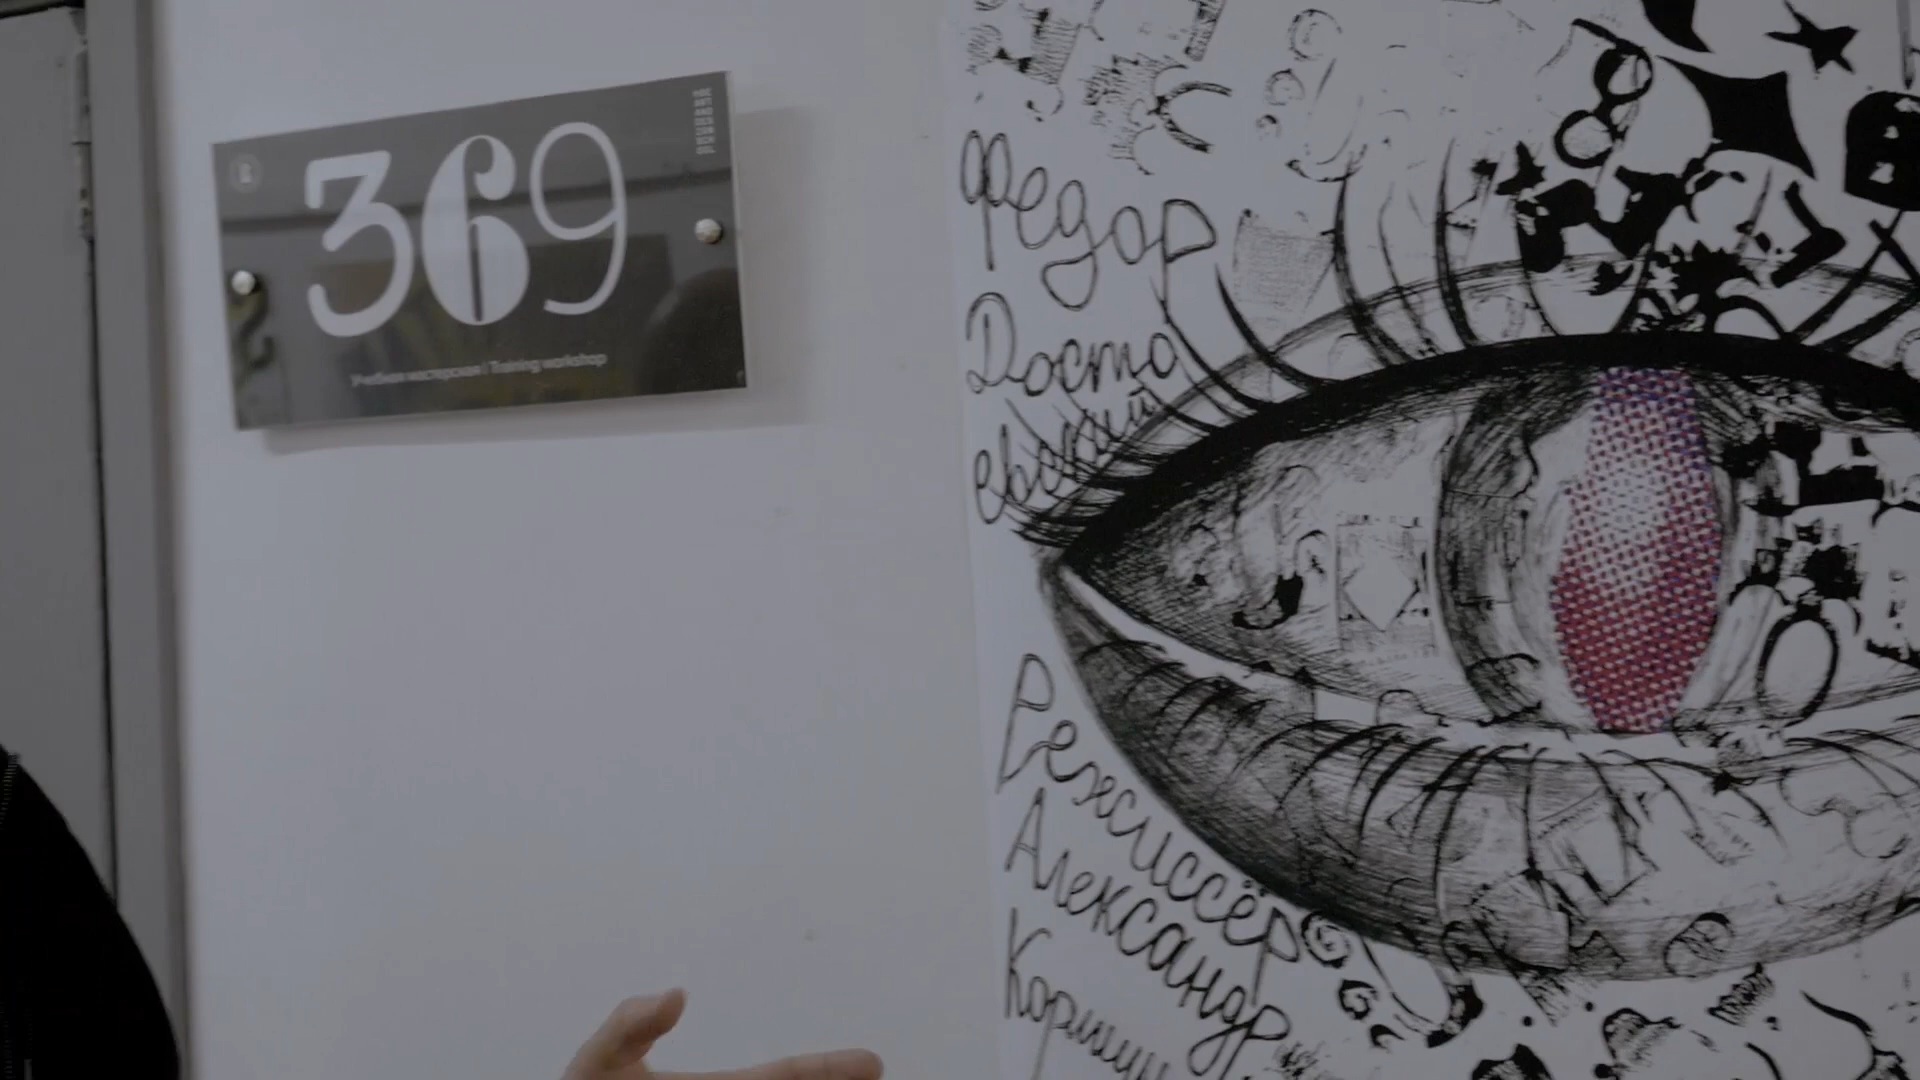 369
Учебная мастерская | Training workshop
Федор
Досто
евский
Режиссёр
Александр